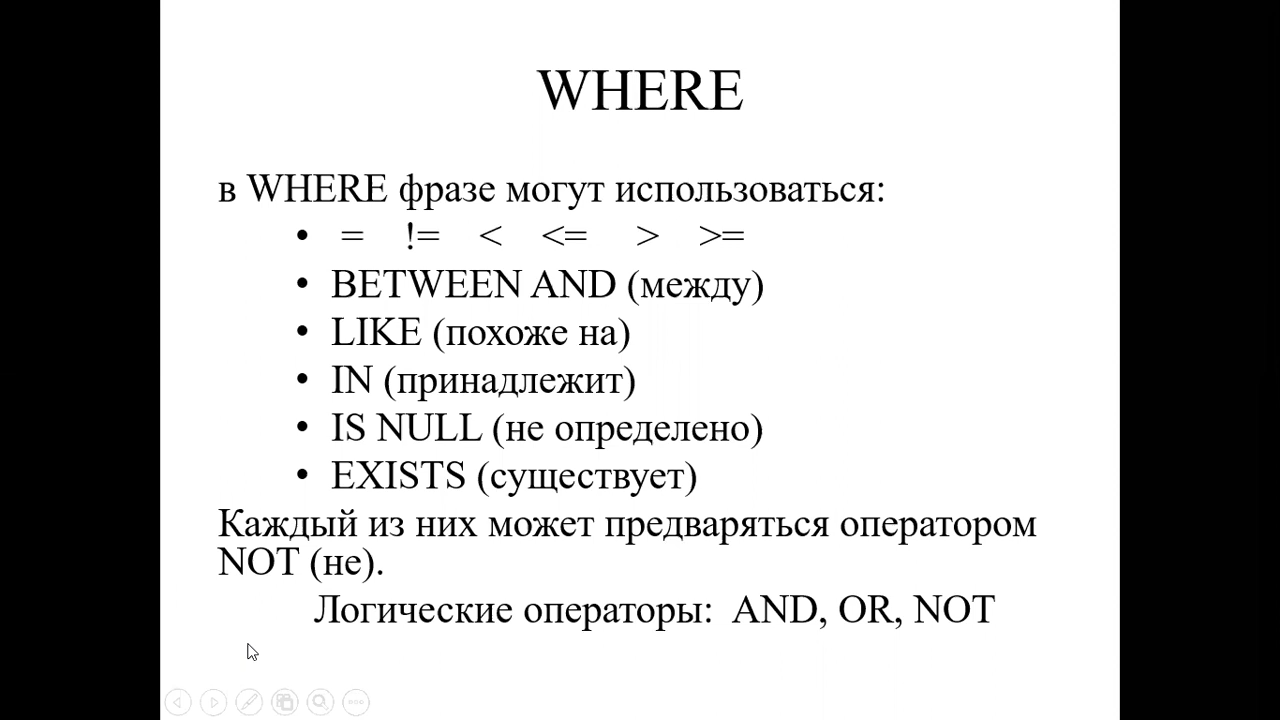 WHERE
в WHERE фразе могут использоваться:
• = != < <= > >=
• BETWEEN AND (между)
• LIKE (похоже на)
• IN (принадлежит)
• IS NULL (не определено)
• EXISTS (существует)
Каждый из них может предваряться оператором
NOT (не).
Логические операторы: AND, OR, NOT